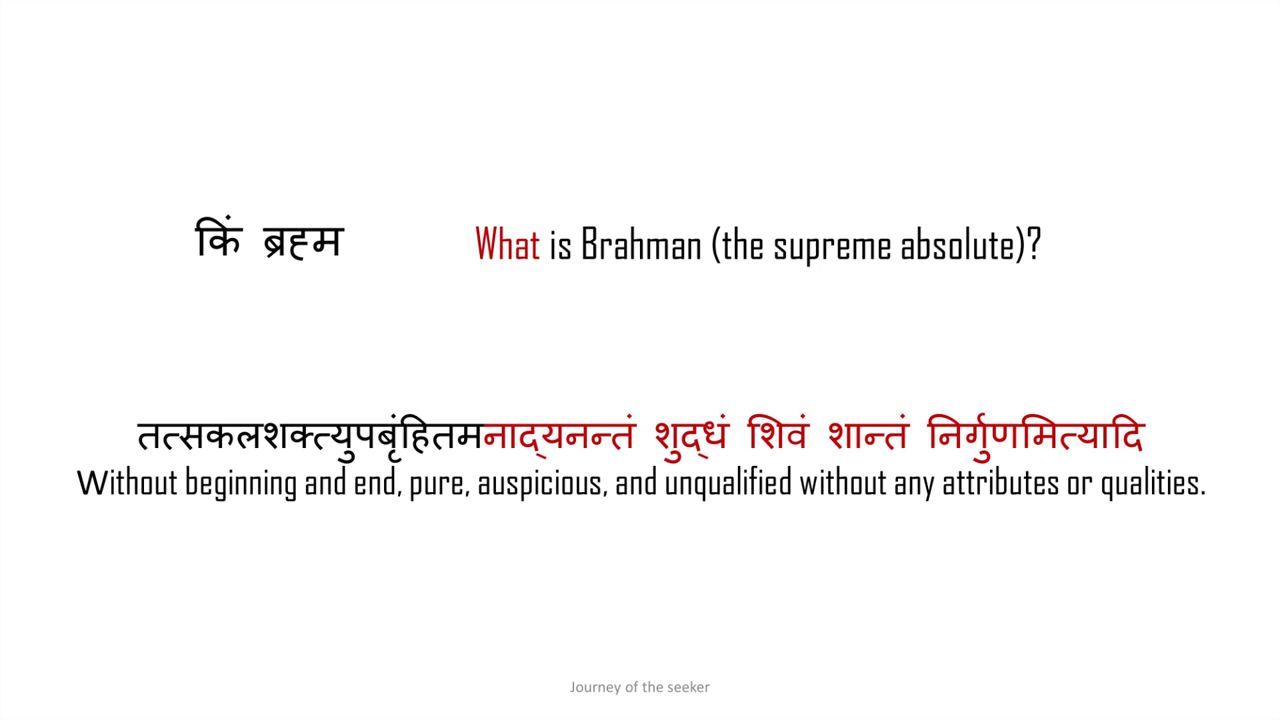 किं ब्रह्म What is Brahman (the supreme absolute)?
तत्सकलशक्त्युपबृंहितमनाद्यनन्तं शुद्धं शिवं शान्तं निर्गुणमित्यादि
Without beginning and end, pure, auspicious, and unqualified without any attributes or qualities.
Journey of the seeker